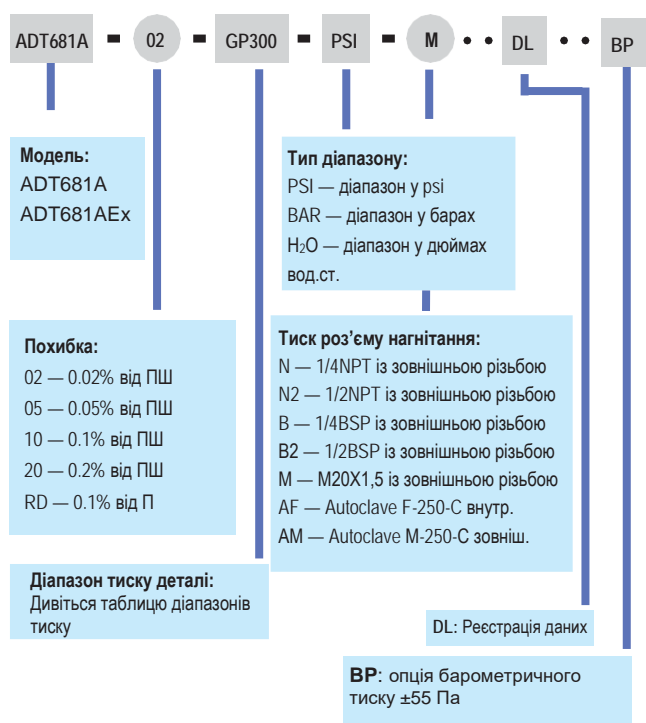 ADT681A - 02 - GP300 - PSI - M • • DL • • BP
Модель:
ADT681A
ADT681AEx
Тип діапазону:
PSI — діапазон у psi
BAR — діапазон у барах
H₂O — діапазон у дюймах
вод.ст.
Похибка:
02 — 0.02% від ПШ
05 — 0.05% від ПШ
10 — 0.1% від ПШ
20 — 0.2% від ПШ
RD — 0.1% від П
Тиск роз’єму нагнітання:
N — 1/4NPT із зовнішньою різьбою
N2 — 1/2NPT із зовнішньою різьбою
B — 1/4BSP із зовнішньою різьбою
B2 — 1/2BSP із зовнішньою різьбою
M — M20X1,5 із зовнішньою різьбою
AF — Autoclave F-250-C внутр.
AM — Autoclave M-250-C зовніш.
Діапазон тиску деталі:
Дивіться таблицю діапазонів
тиску
DL: Реєстрація даних
BP: опція барометричного
тиску ±55 Па